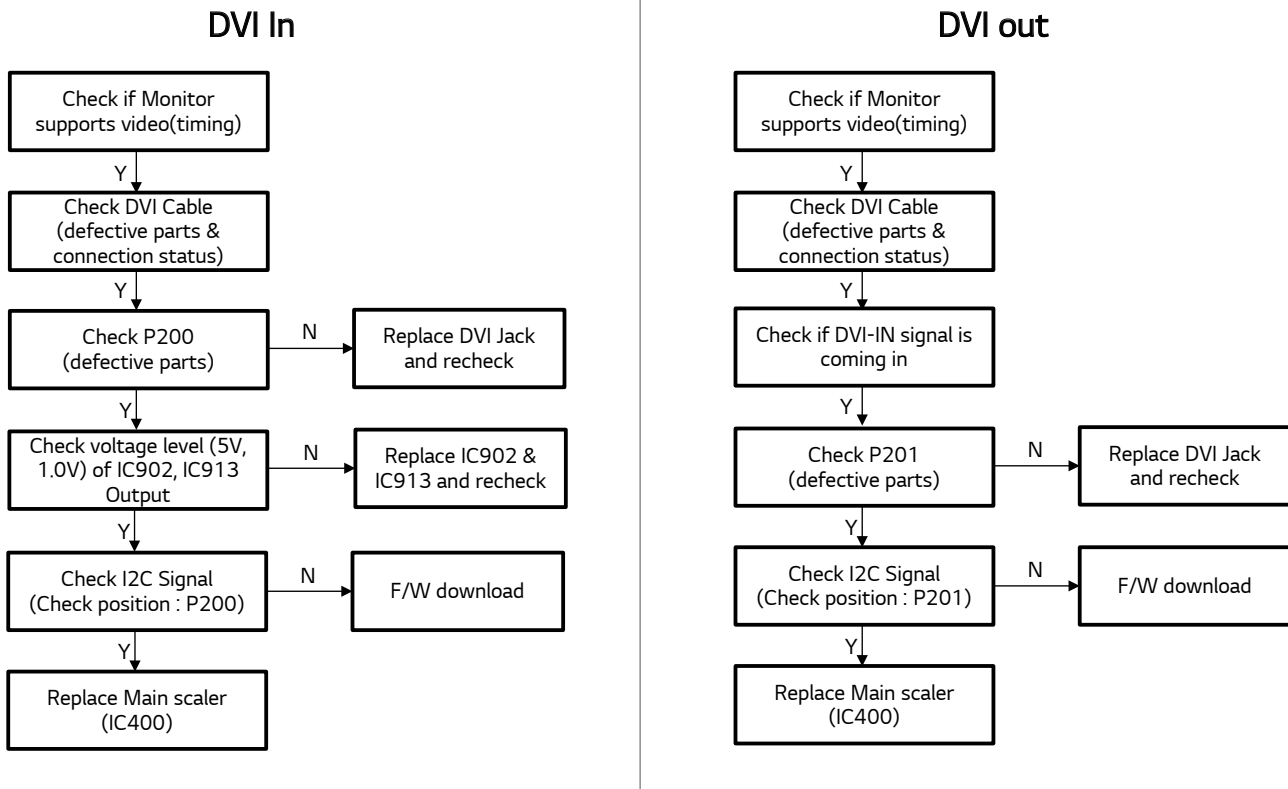 DVI In
Check if Monitor
supports video(timing)
Y
Check DVI Cable
(defective parts &
connection status)
Y
Check P200
(defective parts)
N
Replace DVI Jack
and recheck
Y
Check voltage level (5V,
1.0V) of IC902, IC913
Output
N
Replace IC902 &
IC913 and recheck
Y
Check I2C Signal
(Check position : P200)
N
F/W download
Y
Replace Main scaler
(IC400)
DVI out
Check if Monitor
supports video(timing)
Y
Check DVI Cable
(defective parts &
connection status)
Y
Check if DVI-IN signal is
coming in
Y
Check P201
(defective parts)
N
Replace DVI Jack
and recheck
Y
Check I2C Signal
(Check position : P201)
N
F/W download
Y
Replace Main scaler
(IC400)